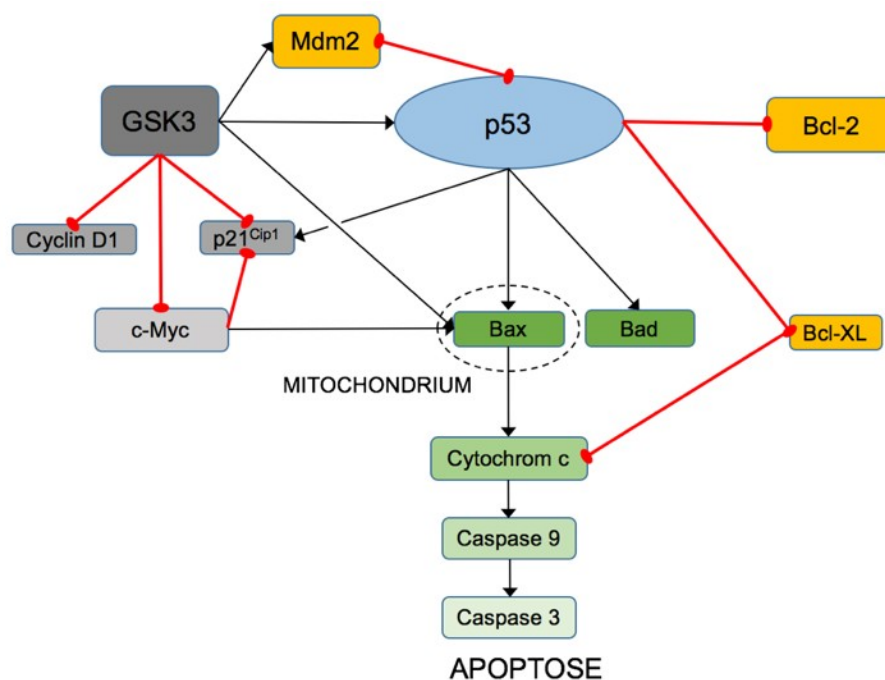 Mdm2
GSK3
p53
Bcl-2
Cyclin D1
p21Cip1
c-Myc
Bax
Bad
Bcl-XL
MITOCHONDRIUM
Cytochrom c
Caspase 9
Caspase 3
APOPTOSE